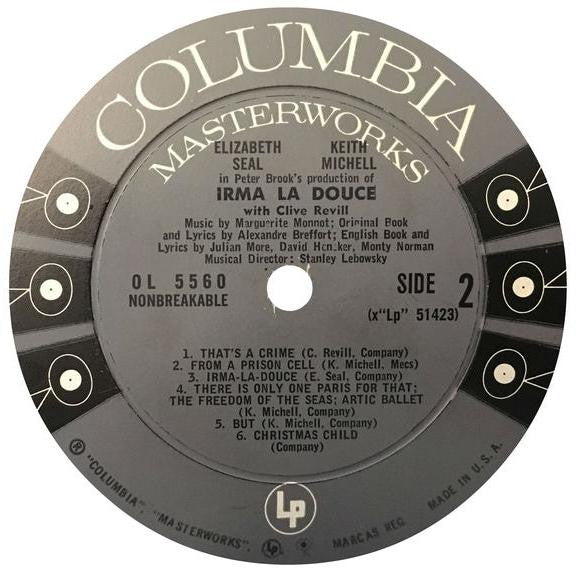 COLUMBIA
MASTERWORKS
ELIZABETH KEITH
SEAL MICHELL
in Peter Brook's production of
IRMA LA DOUCE
with Clive Revill
Music by Marguerite Monnot; Original Book
and Lyrics by Alexandre Breffort; English Book and
Lyrics by Julian More, David Heneker, Monty Norman
Musical Director: Stanley Lebowsky
OL 5560
NONBREAKABLE
SIDE 2
(x"Lp" 51423)
1. THAT'S A CRIME (C. Revill, Company)
2. FROM A PRISON CELL (K. Michell, Mecs)
3. IRMA-LA-DOUCE (E. Seal, Company)
4. THERE IS ONLY ONE PARIS FOR THAT;
THE FREEDOM OF THE SEAS; ARTIC BALLET
(K. Michell, Company)
5. BUT (K. Michell, Company)
6. CHRISTMAS CHILD
(Company)
Lp
® "COLUMBIA", "MASTERWORKS", Lp MARCAS REG. MADE IN U.S.A.